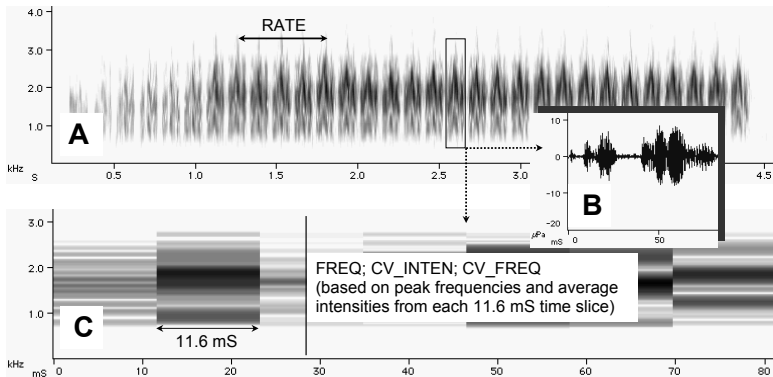 RATE
4.0
3.0
2.0
1.0
A
kHz
S
0.5
1.0
1.5
2.0
2.5
3.0
4.5
10
0
-10
-20
B
µPa
mS
0
50
3.0
2.0
1.0
C
FREQ; CV_INTEN; CV_FREQ
(based on peak frequencies and average
intensities from each 11.6 mS time slice)
11.6 mS
kHz
mS
0
10
20
30
40
50
60
70
80